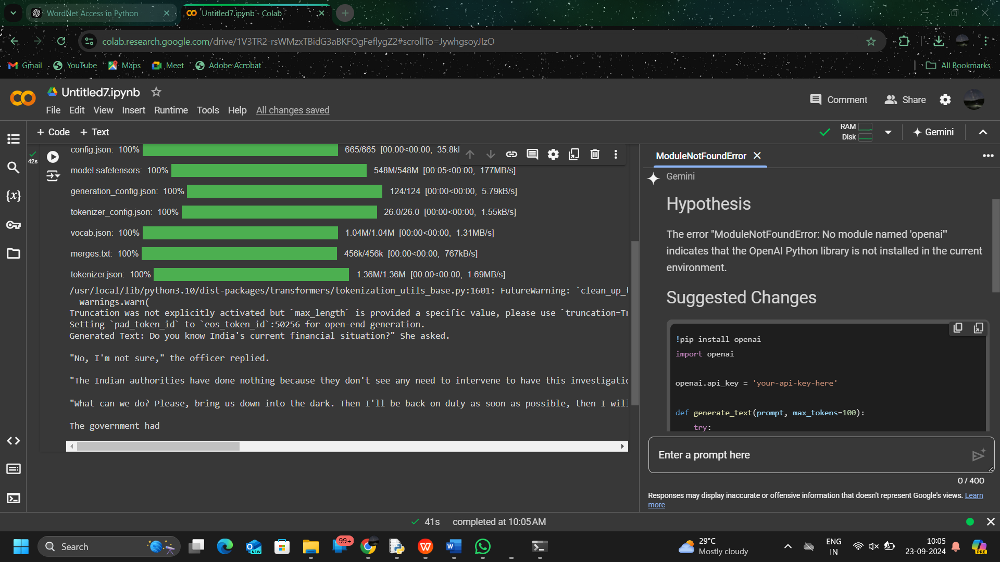 WordNet Access in Python
Untitled7.ipynb - Colab
colab.research.google.com/drive/1V3TR2-rsWMzxTBidG3aBKFOgFeflygZ2#scrollTo=JywhgsoyJIzO
Gmail
YouTube
Maps
Meet
Adobe Acrobat
All Bookmarks
Untitled7.ipynb
File Edit View Insert Runtime Tools Help All changes saved
Comment
Share
+ Code + Text
RAM
Disk
Gemini
42s
config.json: 100% 665/665 [00:00<00:00, 35.8kl
model.safetensors: 100% 548M/548M [00:05<00:00, 177MB/s]
generation_config.json: 100% 124/124 [00:00<00:00, 5.79kB/s]
tokenizer_config.json: 100% 26.0/26.0 [00:00<00:00, 1.55kB/s]
vocab.json: 100% 1.04M/1.04M [00:00<00:00, 1.31MB/s]
merges.txt: 100% 456k/456k [00:00<00:00, 767kB/s]
tokenizer.json: 100% 1.36M/1.36M [00:00<00:00, 1.69MB/s]
/usr/local/lib/python3.10/dist-packages/transformers/tokenization_utils_base.py:1601: FutureWarning: `clean_up_t
warnings.warn(
Truncation was not explicitly activated but `max_length` is provided a specific value, please use `truncation=Tr
Setting `pad_token_id` to `eos_token_id`:50256 for open-end generation.
Generated Text: Do you know India's current financial situation?" She asked.
"No, I'm not sure," the officer replied.
"The Indian authorities have done nothing because they don't see any need to intervene to have this investigatio
"What can we do? Please, bring us down into the dark. Then I'll be back on duty as soon as possible, then I will
The government had
ModuleNotFoundError
Gemini
Hypothesis
The error "ModuleNotFoundError: No module named 'openai'"
indicates that the OpenAI Python library is not installed in the current
environment.
Suggested Changes
!pip install openai
import openai
openai.api_key = 'your-api-key-here'
def generate_text(prompt, max_tokens=100):
try:
Enter a prompt here
0 / 400
Responses may display inaccurate or offensive information that doesn't represent Google's views. Learn
more
41s completed at 10:05 AM
Search
NEW
99+
29°C
Mostly cloudy
ENG
IN
10:05
23-09-2024
PRE